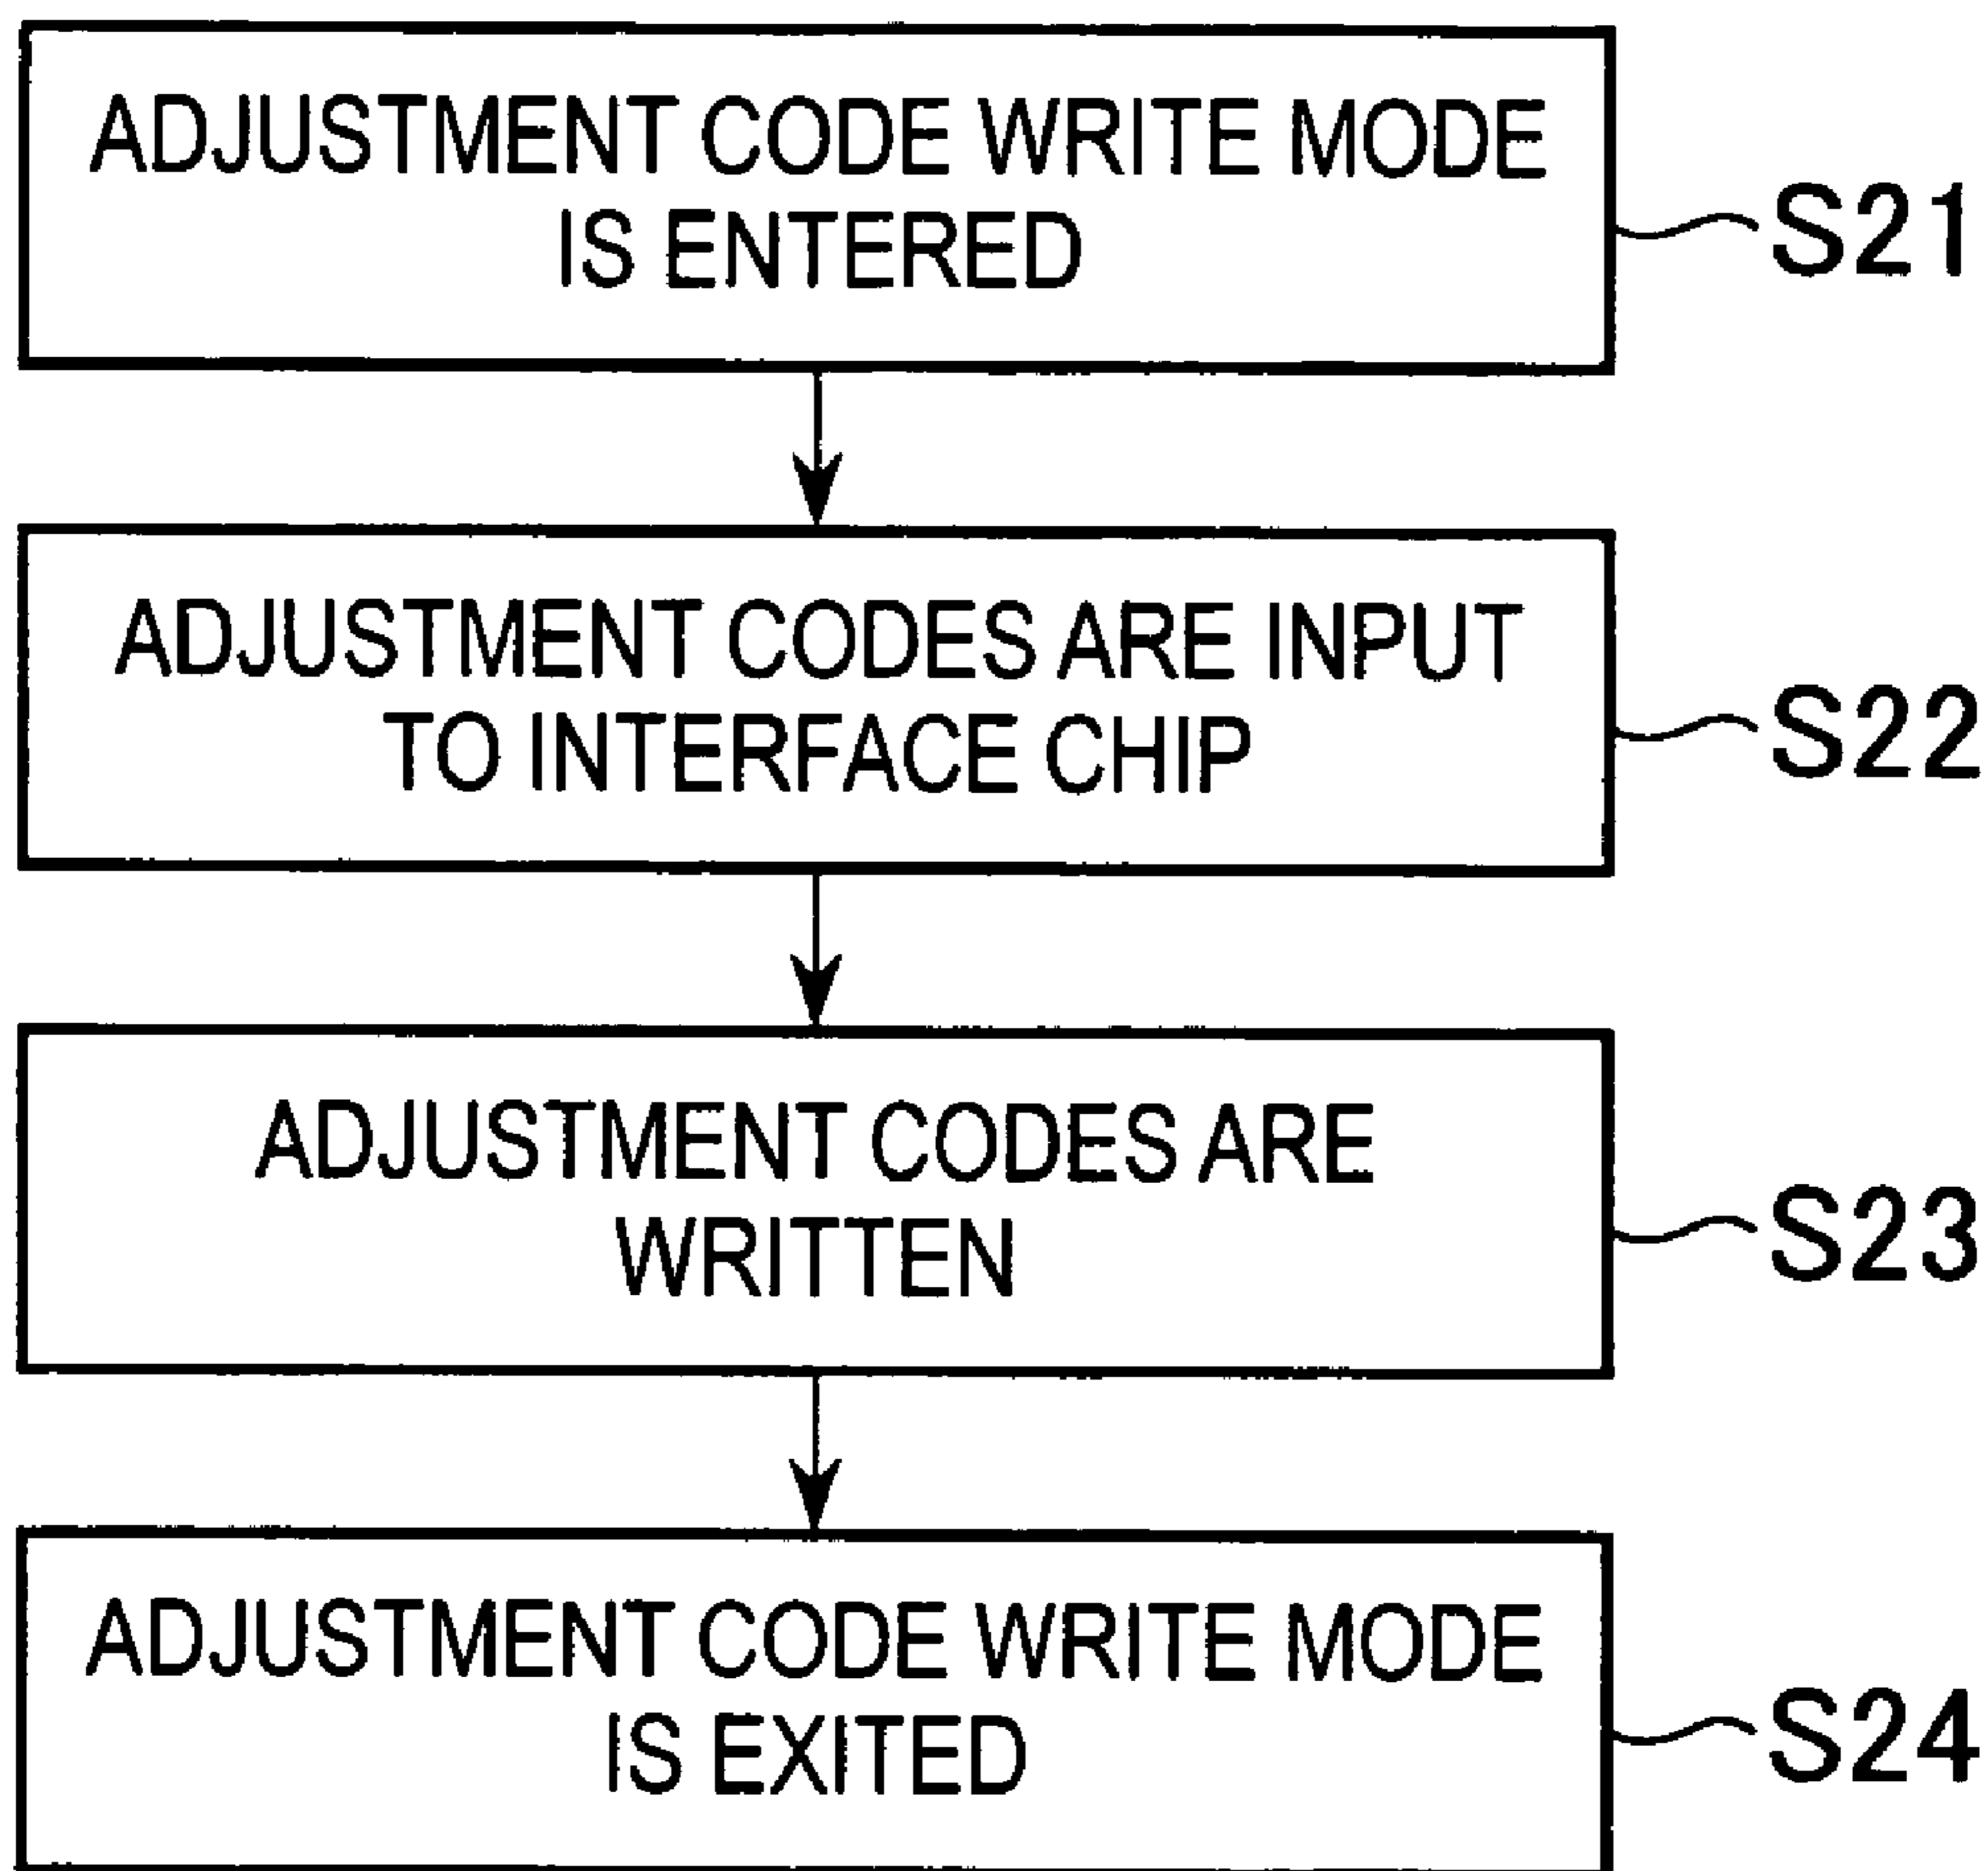 ADJUSTMENT CODE WRITE MODE
IS ENTERED
S21
ADJUSTMENT CODES ARE INPUT
TO INTERFACE CHIP
S22
ADJUSTMENT CODES ARE
WRITTEN
S23
ADJUSTMENT CODE WRITE MODE
IS EXITED
S24